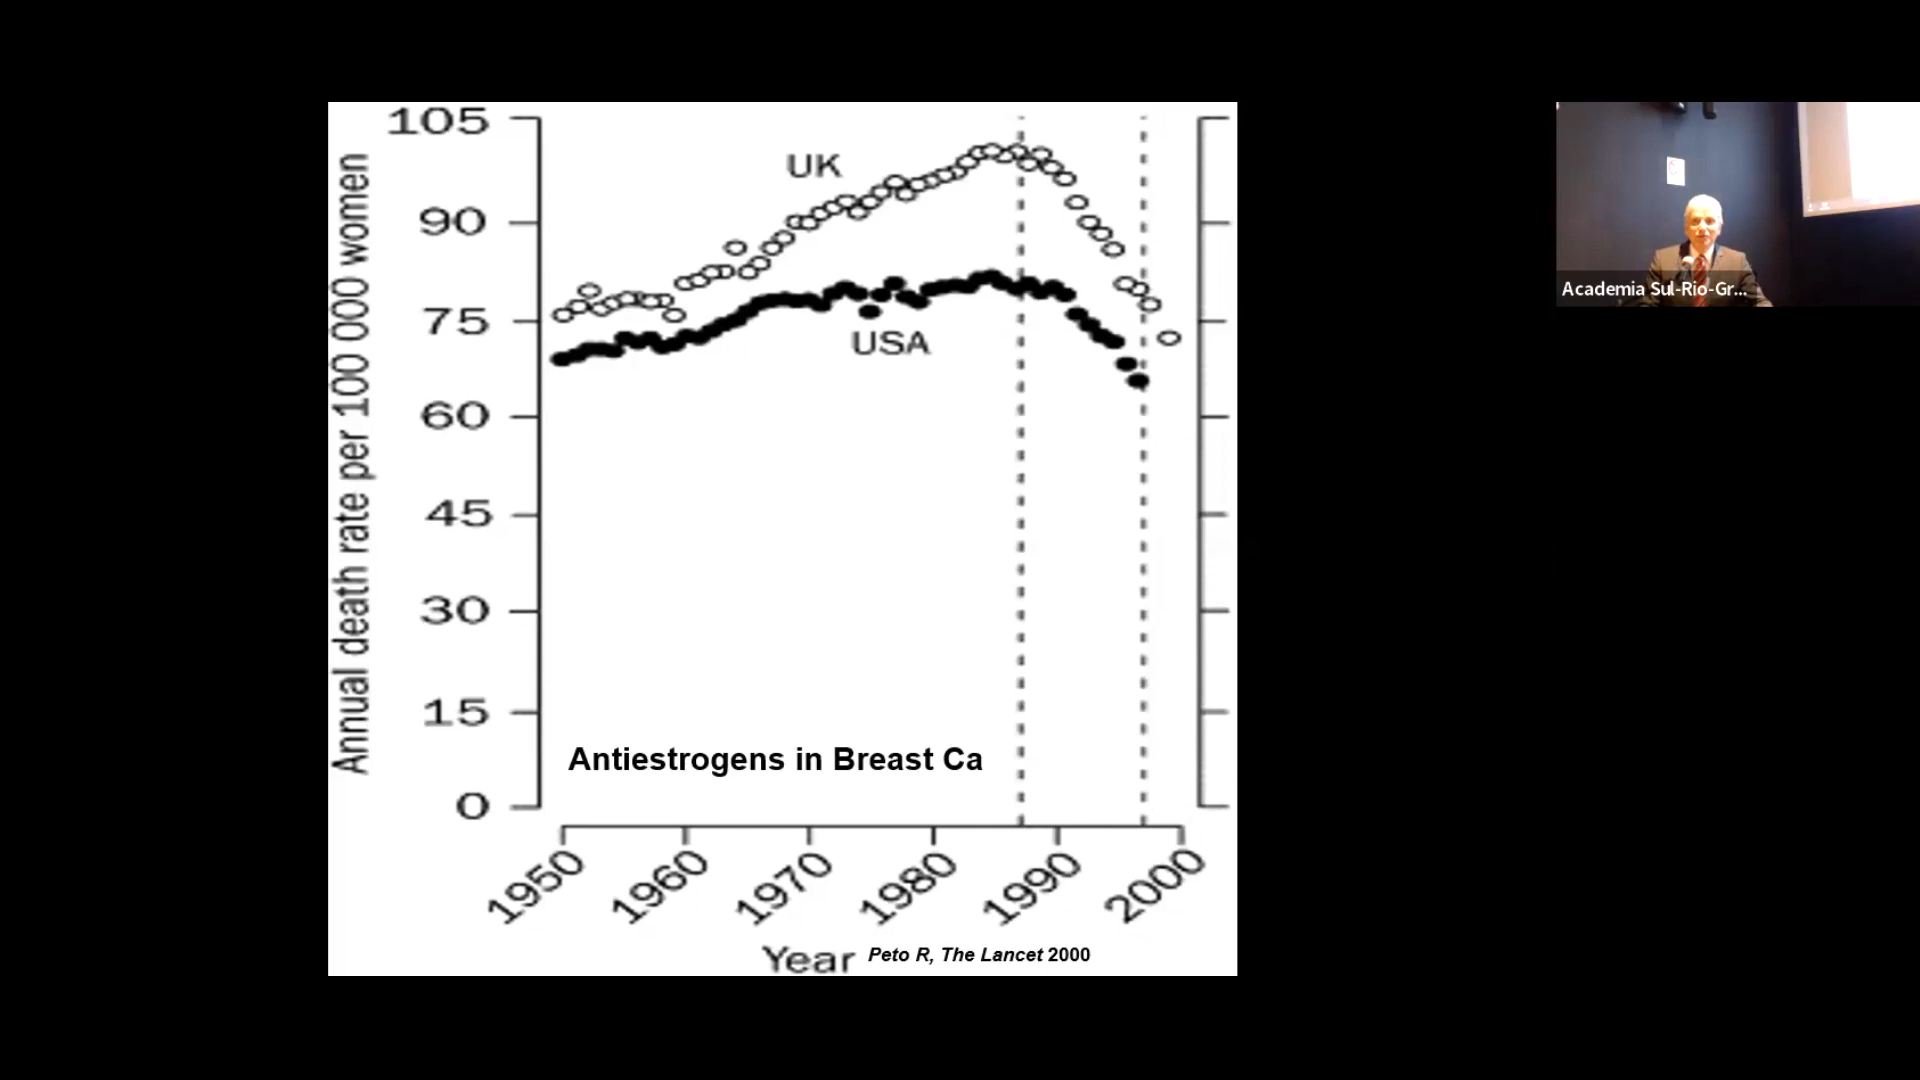 105
90
75
60
45
30
15
0
Annual death rate per 100 000 women
UK
USA
Antiestrogens in Breast Ca
1950
1960
1970
1980
1990
2000
Year
Peto R, The Lancet 2000
Academia Sul-Rio-Gr...